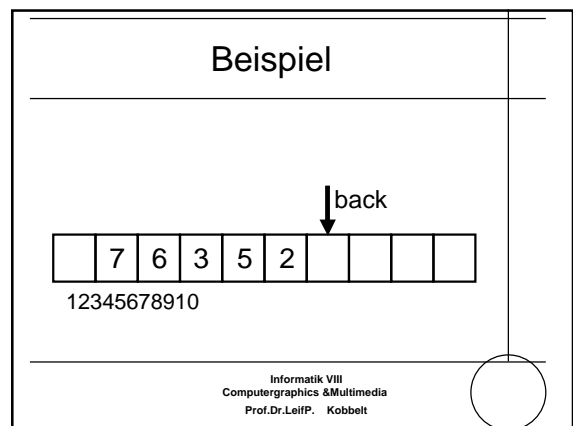 Beispiel
back
7 6 3 5 2
12345678910
Informatik VIII
Computergraphics &Multimedia
Prof.Dr.LeifP. Kobbelt